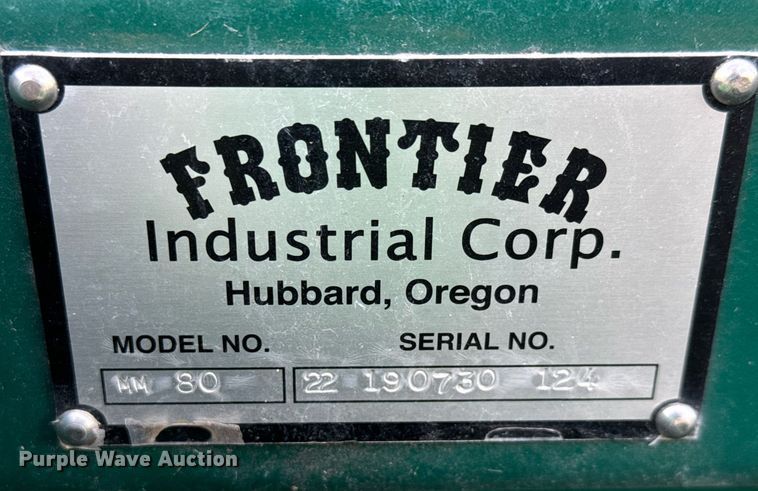 FRONTIER
Industrial Corp.
Hubbard, Oregon
MODEL NO. SERIAL NO.
MM 80 22 190730 124
Purple Wave Auction